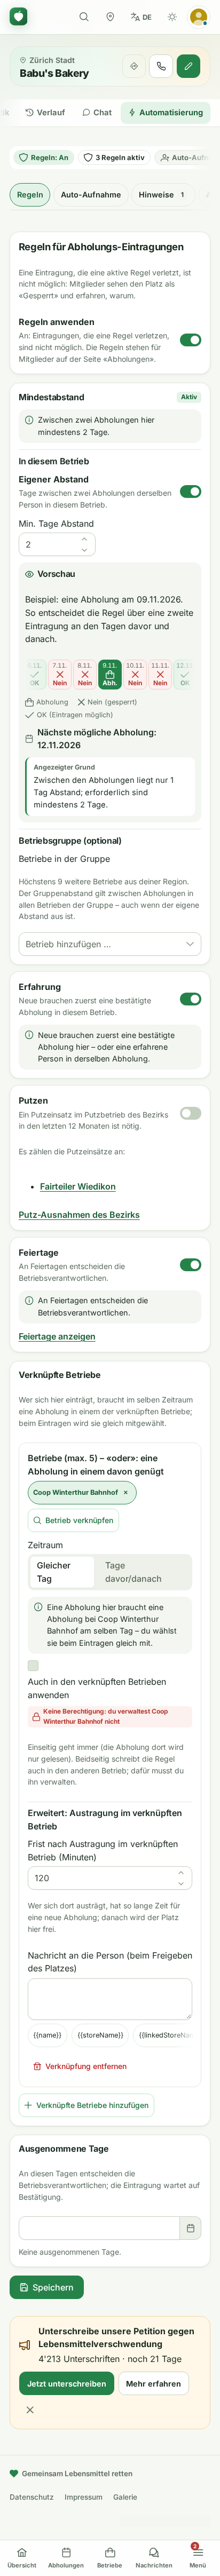 DE
Zürich Stadt
Babu's Bakery
Verlauf
Chat
Automatisierung
Regeln: An
3 Regeln aktiv
Regeln
Auto-Aufnahme
Hinweise 1
Regeln für Abholungs-Eintragungen
Eine Eintragung, die eine aktive Regel verletzt, ist
nicht möglich: Mitglieder sehen den Platz als
«Gesperrt» und erfahren, warum.
Regeln anwenden
An: Eintragungen, die eine Regel verletzen,
sind nicht möglich. Die Regeln stehen für
Mitglieder auf der Seite «Abholungen».
Mindestabstand
Aktiv
Zwischen zwei Abholungen hier
mindestens 2 Tage.
In diesem Betrieb
Eigener Abstand
Tage zwischen zwei Abholungen derselben
Person in diesem Betrieb.
Min. Tage Abstand
2
Vorschau
Beispiel: eine Abholung am 09.11.2026.
So entscheidet die Regel über eine zweite
Eintragung an den Tagen davor und
danach.
7.11. 8.11. 9.11. 10.11. 11.11.
OK Nein Nein Abh. Nein Nein OK
Abholung Nein (gesperrt)
OK (Eintragen möglich)
Nächste mögliche Abholung:
12.11.2026
Angezeigter Grund
Zwischen den Abholungen liegt nur 1
Tag Abstand; erforderlich sind
mindestens 2 Tage.
Betriebsgruppe (optional)
Betriebe in der Gruppe
Höchstens 9 weitere Betriebe aus deiner Region.
Der Gruppenabstand gilt zwischen Abholungen in
allen Betrieben der Gruppe – auch wenn der eigene
Abstand aus ist.
Betrieb hinzufügen ...
Erfahrung
Neue brauchen zuerst eine bestätigte
Abholung in diesem Betrieb.
Neue brauchen zuerst eine bestätigte
Abholung hier – oder eine erfahrene
Person in derselben Abholung.
Putzen
Ein Putzeinsatz im Putzbetrieb des Bezirks
in den letzten 12 Monaten ist nötig.
Es zählen die Putzeinsätze an:
• Fairteiler Wiedikon
Putz-Ausnahmen des Bezirks
Feiertage
An Feiertagen entscheiden die
Betriebsverantwortlichen.
An Feiertagen entscheiden die
Betriebsverantwortlichen.
Feiertage anzeigen
Verknüpfte Betriebe
Wer sich hier einträgt, braucht im selben Zeitraum
eine Abholung in einem der verknüpften Betriebe;
beim Eintragen wird sie gleich mitgewählt.
Betriebe (max. 5) – «oder»: eine
Abholung in einem davon genügt
Coop Winterthur Bahnhof ×
Betrieb verknüpfen
Zeitraum
Gleicher
Tag
Tage
davor/danach
Eine Abholung hier braucht eine
Abholung bei Coop Winterthur
Bahnhof am selben Tag – du wählst
sie beim Eintragen gleich mit.
Auch in den verknüpften Betrieben
anwenden
Keine Berechtigung: du verwaltest Coop
Winterthur Bahnhof nicht
Einseitig geht immer (die Abholung dort wird
nur gelesen). Beidseitig schreibt die Regel
auch in den anderen Betrieb; dafür musst du
ihn verwalten.
Erweitert: Austragung im verknüpften
Betrieb
Frist nach Austragung im verknüpften
Betrieb (Minuten)
120
Wer sich dort austrägt, hat so lange Zeit für
eine neue Abholung; danach wird der Platz
hier frei.
Nachricht an die Person (beim Freigeben
des Platzes)
{{name}} {{storeName}}
Verknüpfung entfernen
Verknüpfte Betriebe hinzufügen
Ausgenommene Tage
An diesen Tagen entscheiden die
Betriebsverantwortlichen; die Eintragung wartet auf
Bestätigung.
Keine ausgenommenen Tage.
Speichern
Unterschreibe unsere Petition gegen
Lebensmittelverschwendung
4'213 Unterschriften · noch 21 Tage
Jetzt unterschreiben
Mehr erfahren
Gemeinsam Lebensmittel retten
Datenschutz Impressum Galerie
2
Übersicht Abholungen Betriebe Nachrichten Menü